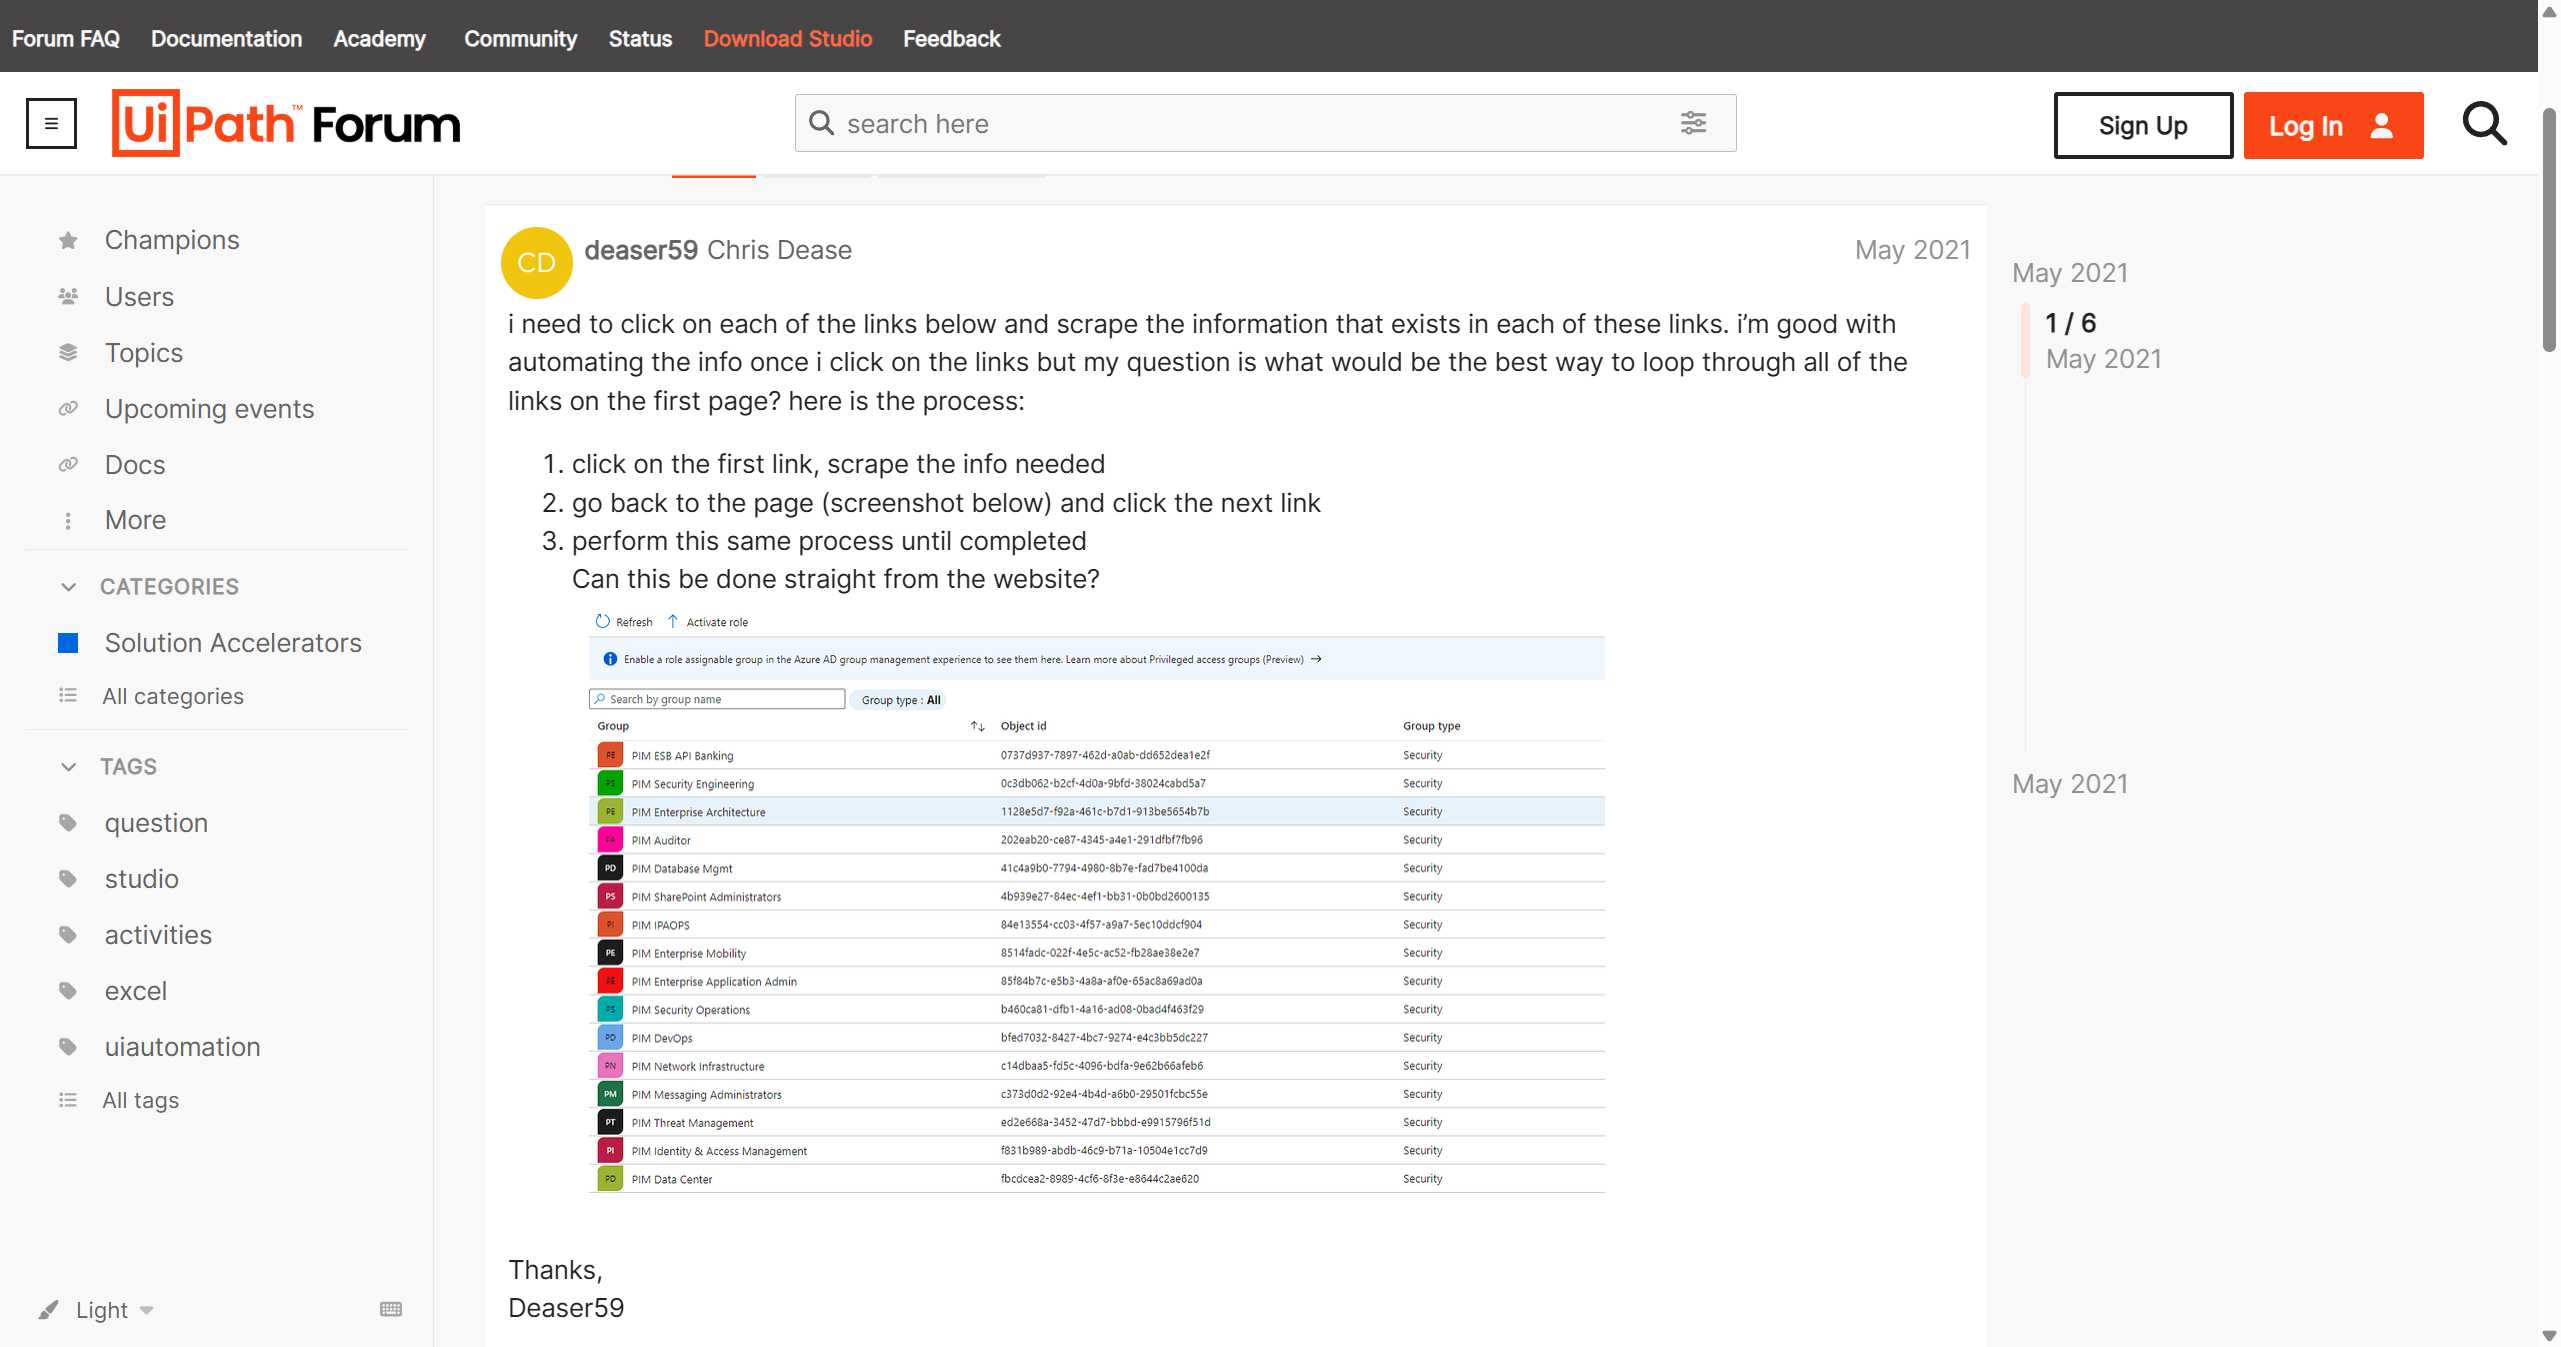 Forum FAQ Documentation Academy Community Status Download Studio Feedback
≡ UiPath™ Forum search here Sign Up Log In
Champions
Users
Topics
Upcoming events
Docs
More
CATEGORIES
Solution Accelerators
All categories
TAGS
question
studio
activities
excel
uiautomation
All tags
Light
CD deaser59 Chris Dease May 2021
i need to click on each of the links below and scrape the information that exists in each of these links. i’m good with
automating the info once i click on the links but my question is what would be the best way to loop through all of the
links on the first page? here is the process:
1. click on the first link, scrape the info needed
2. go back to the page (screenshot below) and click the next link
3. perform this same process until completed
Can this be done straight from the website?
Refresh Activate role
Enable a role assignable group in the Azure AD group management experience to see them here. Learn more about Privileged access groups (Preview) →
Search by group name Group type : All
Group ↑↓ Object id Group type
PE PIM ESB API Banking 0737d937-7897-462d-a0ab-dd652dea1e2f Security
PS PIM Security Engineering 0c3db062-b2cf-4d0a-9bfd-38024cabd5a7 Security
PE PIM Enterprise Architecture 1128e5d7-f92a-461c-b7d1-913be5654b7b Security
PA PIM Auditor 202eab20-ce87-4345-a4e1-291dfbf7fb96 Security
PD PIM Database Mgmt 41c4a9b0-7794-4980-8b7e-fad7be4100da Security
PS PIM SharePoint Administrators 4b939e27-84ec-4ef1-bb31-0b0bd2600135 Security
PI PIM IPAOPS 84e13554-cc03-4f57-a9a7-5ec10ddcf904 Security
PE PIM Enterprise Mobility 8514fadc-022f-4e5c-ac52-fb28ae38e2e7 Security
PE PIM Enterprise Application Admin 85f84b7c-e5b3-4a8a-af0e-65ac8a69ad0a Security
PS PIM Security Operations b460ca81-dfb1-4a16-ad08-0bad4f463f29 Security
PD PIM DevOps bfed7032-8427-4bc7-9274-e4c3bb5dc227 Security
PN PIM Network Infrastructure c14dbaa5-fd5c-4096-bdfa-9e62b66afeb6 Security
PM PIM Messaging Administrators c373d0d2-92e4-4b4d-a6b0-29501fcbc55e Security
PT PIM Threat Management ed2e668a-3452-47d7-bbbd-e9915796f51d Security
PI PIM Identity & Access Management f831b989-abdb-46c9-b71a-10504e1cc7d9 Security
PD PIM Data Center fbcdcea2-8989-4cf6-8f3e-e8644c2ae620 Security
Thanks,
Deaser59
May 2021
1 / 6
May 2021
May 2021